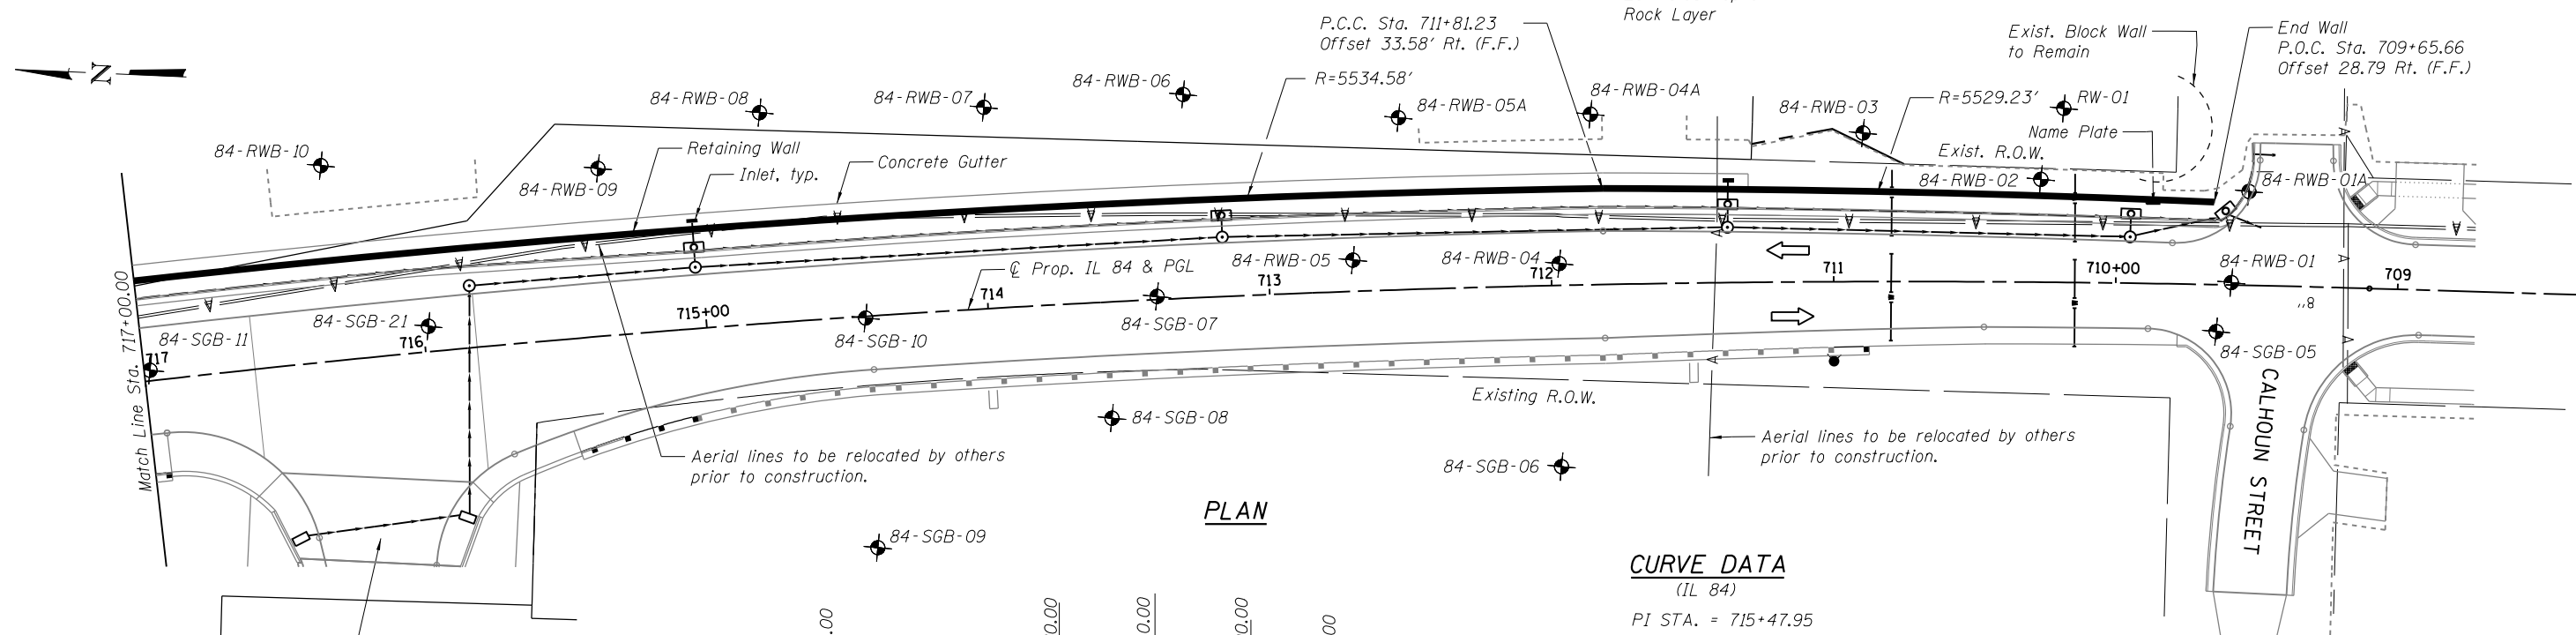 Rock Layer
P.C.C. Sta. 711+81.23
Offset 33.58' Rt. (F.F.)
Exist. Block Wall
to Remain
End Wall
P.O.C. Sta. 709+65.66
Offset 28.79 Rt. (F.F.)
N
84-RWB-08
84-RWB-07
84-RWB-06
R=5534.58'
84-RWB-05A
84-RWB-04A
84-RWB-03
R=5529.23'
RW-01
Name Plate
84-RWB-10
84-RWB-09
Retaining Wall
Inlet, typ.
Concrete Gutter
Exist. R.O.W.
84-RWB-02
84-RWB-01A
Match Line Sta. 717+00.00
84-SGB-11
717
84-SGB-21
716
715+00
℄ Prop. IL 84 & PGL
714
84-SGB-10
84-SGB-07
713
84-RWB-05
84-RWB-04
712
711
710+00
84-RWB-01
709
8"
84-SGB-05
CALHOUN STREET
Existing R.O.W.
84-SGB-08
84-SGB-06
84-SGB-09
Aerial lines to be relocated by others
prior to construction.
Aerial lines to be relocated by others
prior to construction.
PLAN
CURVE DATA
(IL 84)
PI STA. = 715+47.95